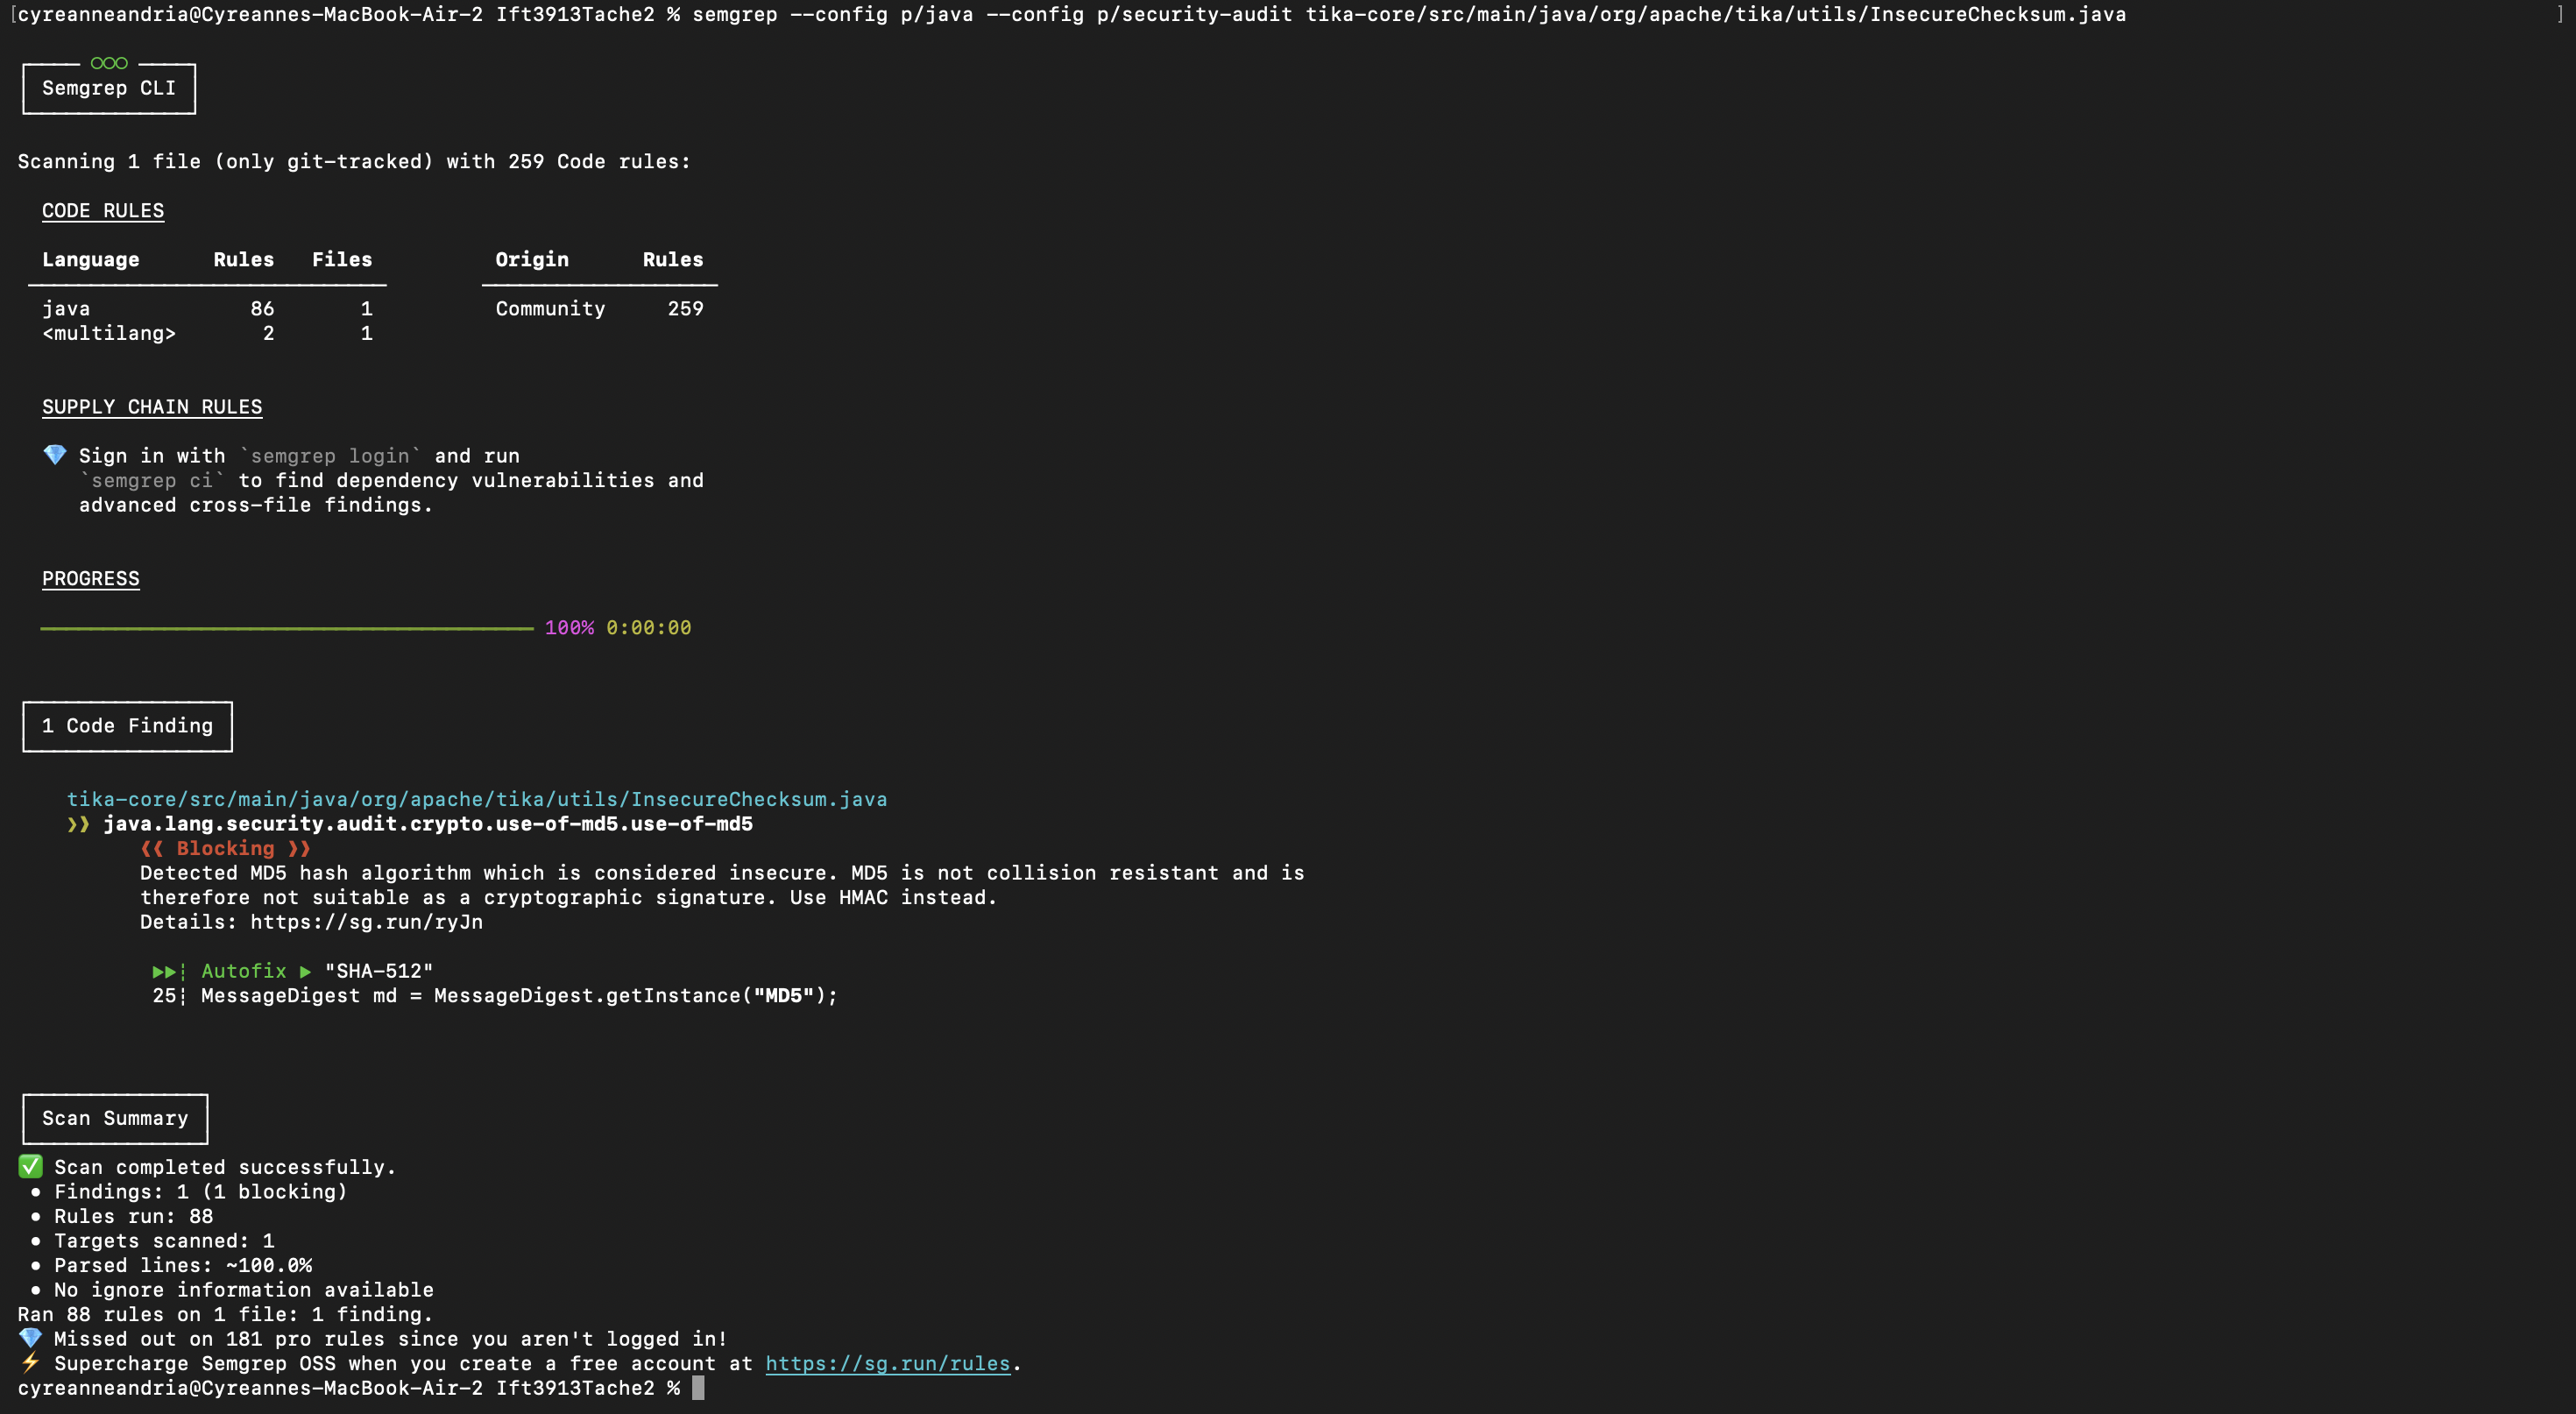 [cyreanneandria@Cyreannes-MacBook-Air-2 Ift3913Tache2 % semgrep --config p/java --config p/security-audit tika-core/src/main/java/org/apache/tika/utils/InsecureChecksum.java ]
○○○
Semgrep CLI
Scanning 1 file (only git-tracked) with 259 Code rules:
CODE RULES
Language Rules Files Origin Rules
java 86 1 Community 259
<multilang> 2 1
SUPPLY CHAIN RULES
💎 Sign in with `semgrep login` and run
`semgrep ci` to find dependency vulnerabilities and
advanced cross-file findings.
PROGRESS
100% 0:00:00
1 Code Finding
tika-core/src/main/java/org/apache/tika/utils/InsecureChecksum.java
❯❱ java.lang.security.audit.crypto.use-of-md5.use-of-md5
❰❰ Blocking ❱❱
Detected MD5 hash algorithm which is considered insecure. MD5 is not collision resistant and is
therefore not suitable as a cryptographic signature. Use HMAC instead.
Details: https://sg.run/ryJn
▶▶┆ Autofix ▶ "SHA-512"
25┆ MessageDigest md = MessageDigest.getInstance("MD5");
Scan Summary
✅ Scan completed successfully.
• Findings: 1 (1 blocking)
• Rules run: 88
• Targets scanned: 1
• Parsed lines: ~100.0%
• No ignore information available
Ran 88 rules on 1 file: 1 finding.
💎 Missed out on 181 pro rules since you aren't logged in!
⚡ Supercharge Semgrep OSS when you create a free account at https://sg.run/rules.
cyreanneandria@Cyreannes-MacBook-Air-2 Ift3913Tache2 %